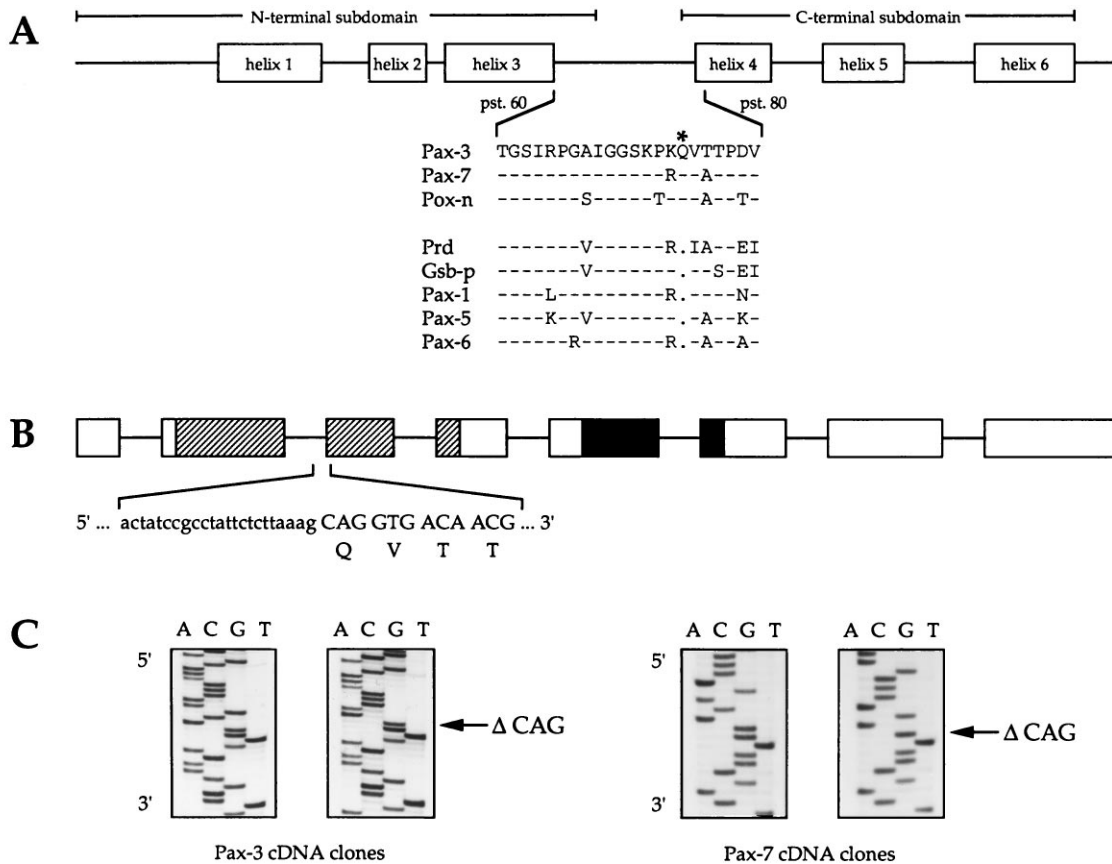 A
N-terminal subdomain
C-terminal subdomain
helix 1
helix 2
helix 3
helix 4
helix 5
helix 6
pst. 60
pst. 80
*
Pax-3 TGSIRPGAIGGSKPKQVTTPDV
Pax-7 --------------R--A----
Pox-n -------S-----T---A--T-
Prd -------V------R.IA--EI
Gsb-p -------V-------.--S-EI
Pax-1 ----L---------R.----N-
Pax-5 ----K--V-------.-A--K-
Pax-6 ------R-------R.-A--A-
B
5' ... actatccgcctattctcttaaag CAG GTG ACA ACG ... 3'
Q V T T
C
A C G T
A C G T
A C G T
A C G T
5'
3'
Δ CAG
5'
3'
Δ CAG
Pax-3 cDNA clones
Pax-7 cDNA clones